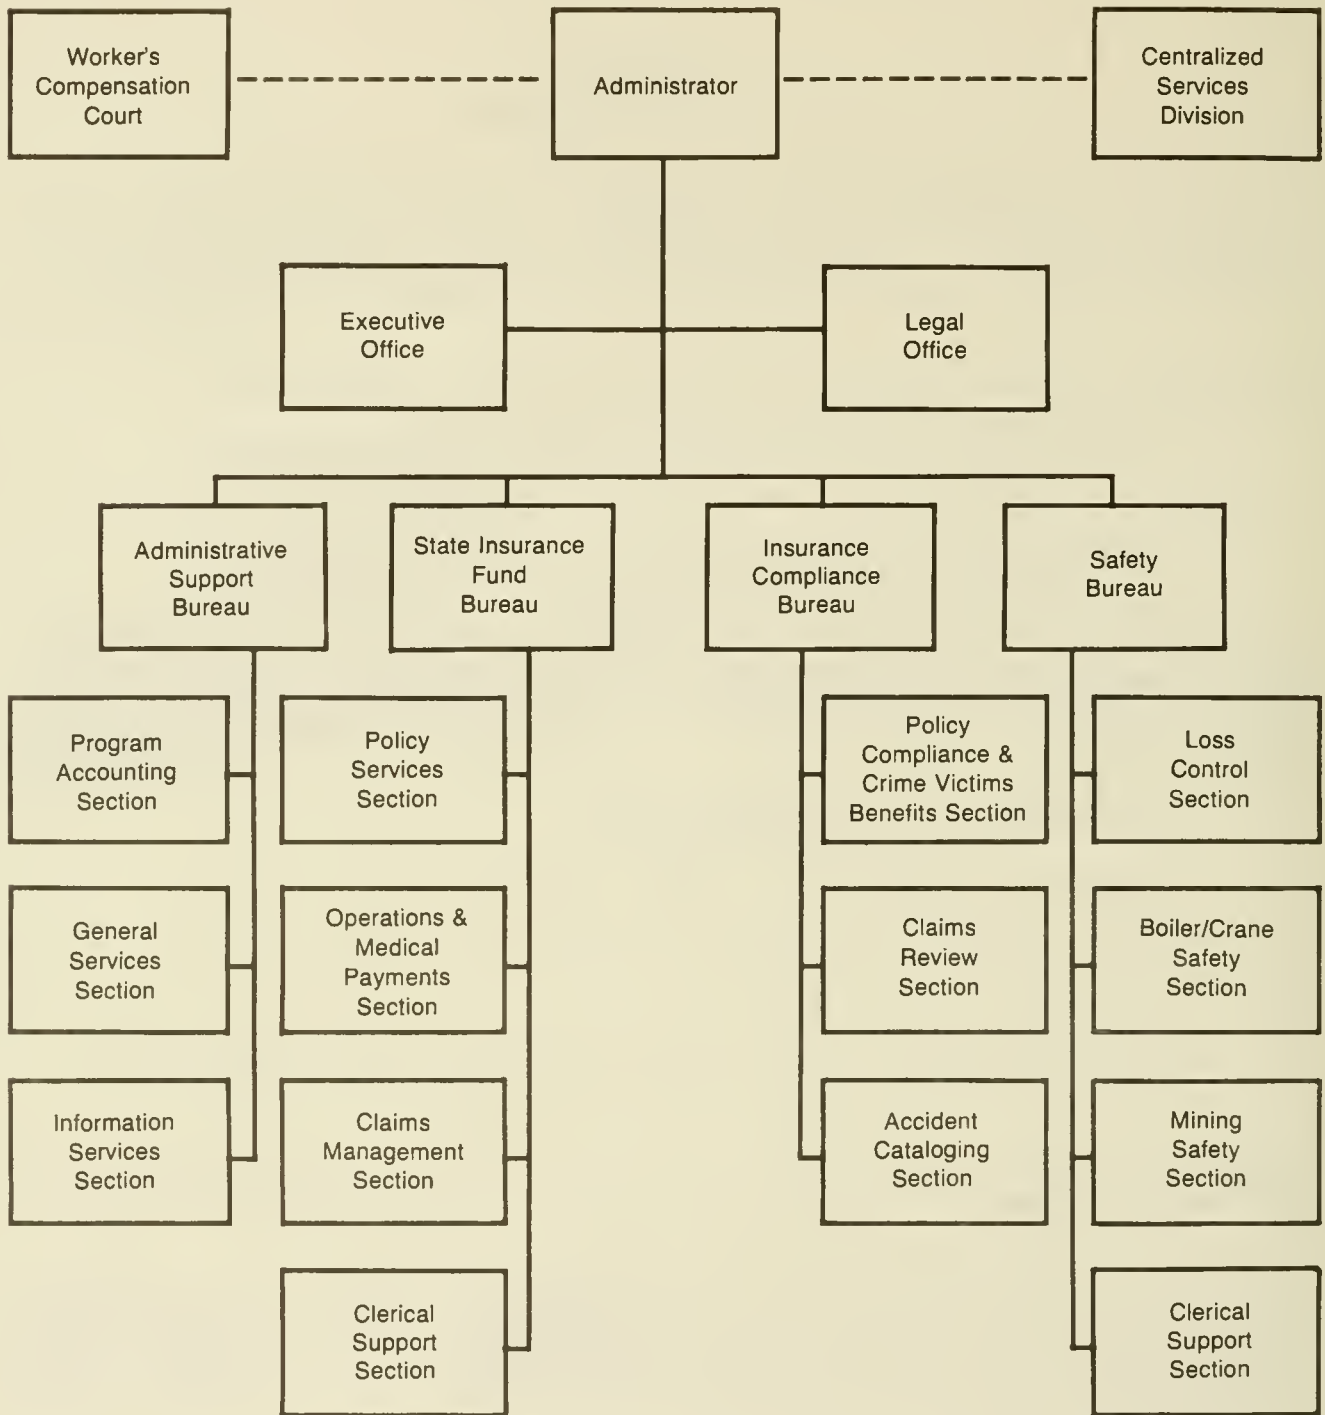 Worker's
Compensation
Court
Administrator
Centralized
Services
Division
Executive
Office
Legal
Office
Administrative
Support
Bureau
State Insurance
Fund
Bureau
Insurance
Compliance
Bureau
Safety
Bureau
Program
Accounting
Section
Policy
Services
Section
Policy
Compliance &
Crime Victims
Benefits Section
Loss
Control
Section
General
Services
Section
Operations &
Medical
Payments
Section
Claims
Review
Section
Boiler/Crane
Safety
Section
Information
Services
Section
Claims
Management
Section
Accident
Cataloging
Section
Mining
Safety
Section
Clerical
Support
Section
Clerical
Support
Section